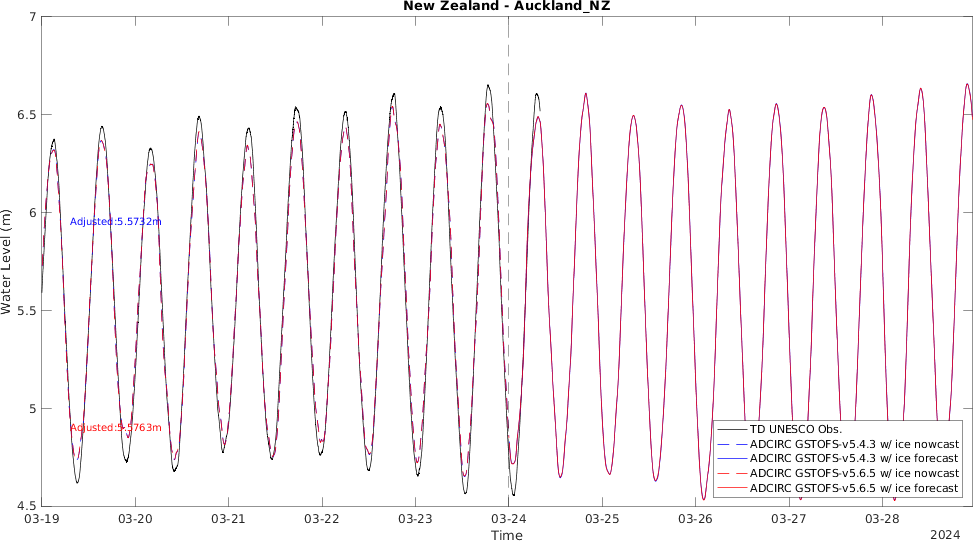 New Zealand - Auckland_NZ
7
6.5
6
5.5
5
4.5
Water Level (m)
Adjusted:5.5732m
Adjusted:5.5763m
TD UNESCO Obs.
ADCIRC GSTOFS-v5.4.3 w/ ice nowcast
ADCIRC GSTOFS-v5.4.3 w/ ice forecast
ADCIRC GSTOFS-v5.6.5 w/ ice nowcast
ADCIRC GSTOFS-v5.6.5 w/ ice forecast
03-19 03-20 03-21 03-22 03-23 03-24 03-25 03-26 03-27 03-28
Time
2024